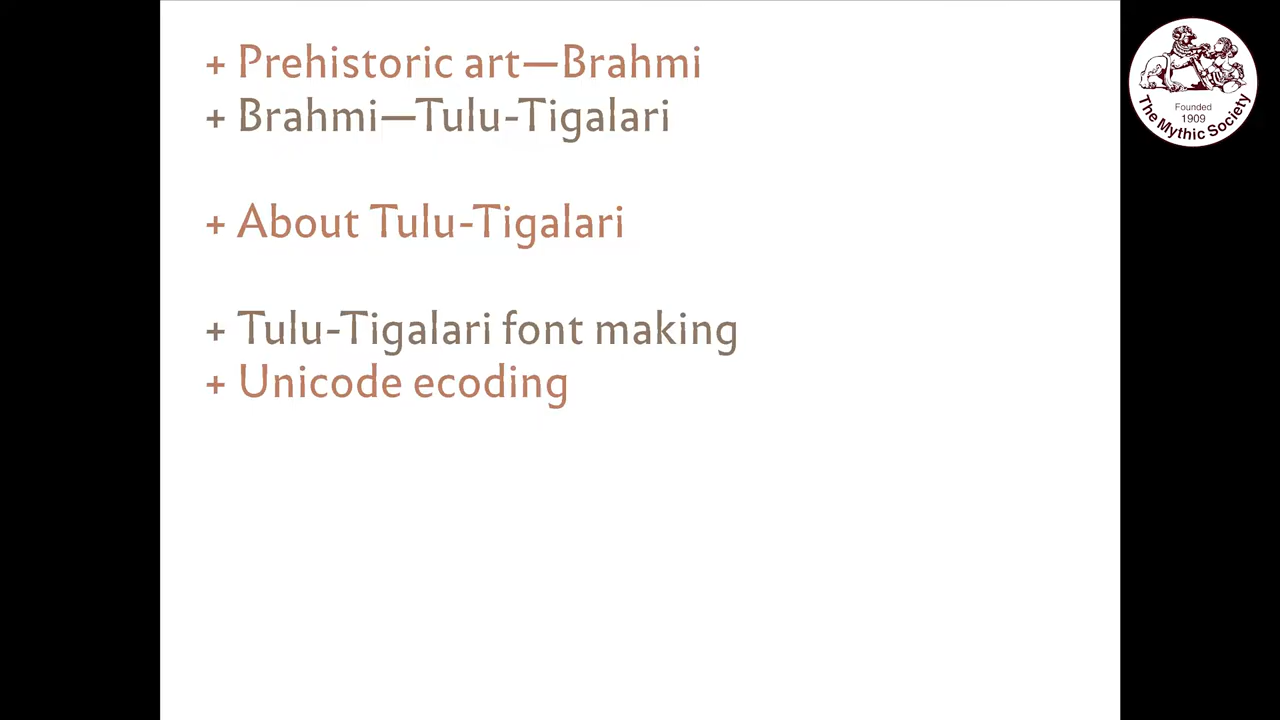 + Prehistoric art—Brahmi
+ Brahmi—Tulu-Tigalari
+ About Tulu-Tigalari
+ Tulu-Tigalari font making
+ Unicode ecoding
Founded
1909
The Mythic Society